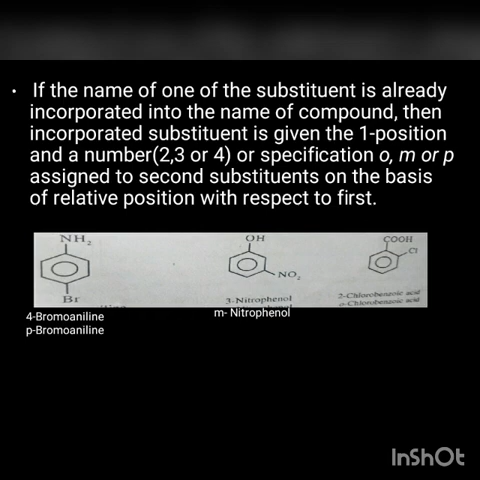 • If the name of one of the substituent is already
incorporated into the name of compound, then
incorporated substituent is given the 1-position
and a number(2,3 or 4) or specification o, m or p
assigned to second substituents on the basis
of relative position with respect to first.
NH2
OH
COOH
Cl
NO2
Br
3-Nitrophenol
2-Chlorobenzoic acid
o-Chlorobenzoic acid
4-Bromoaniline
p-Bromoaniline
m- Nitrophenol
InShOt